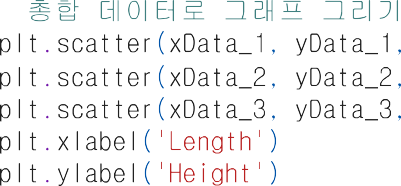 종합 데이터로 그래프 그리기
plt.scatter(xData_1, yData_1,
plt.scatter(xData_2, yData_2,
plt.scatter(xData_3, yData_3,
plt.xlabel('Length')
plt.ylabel('Height')